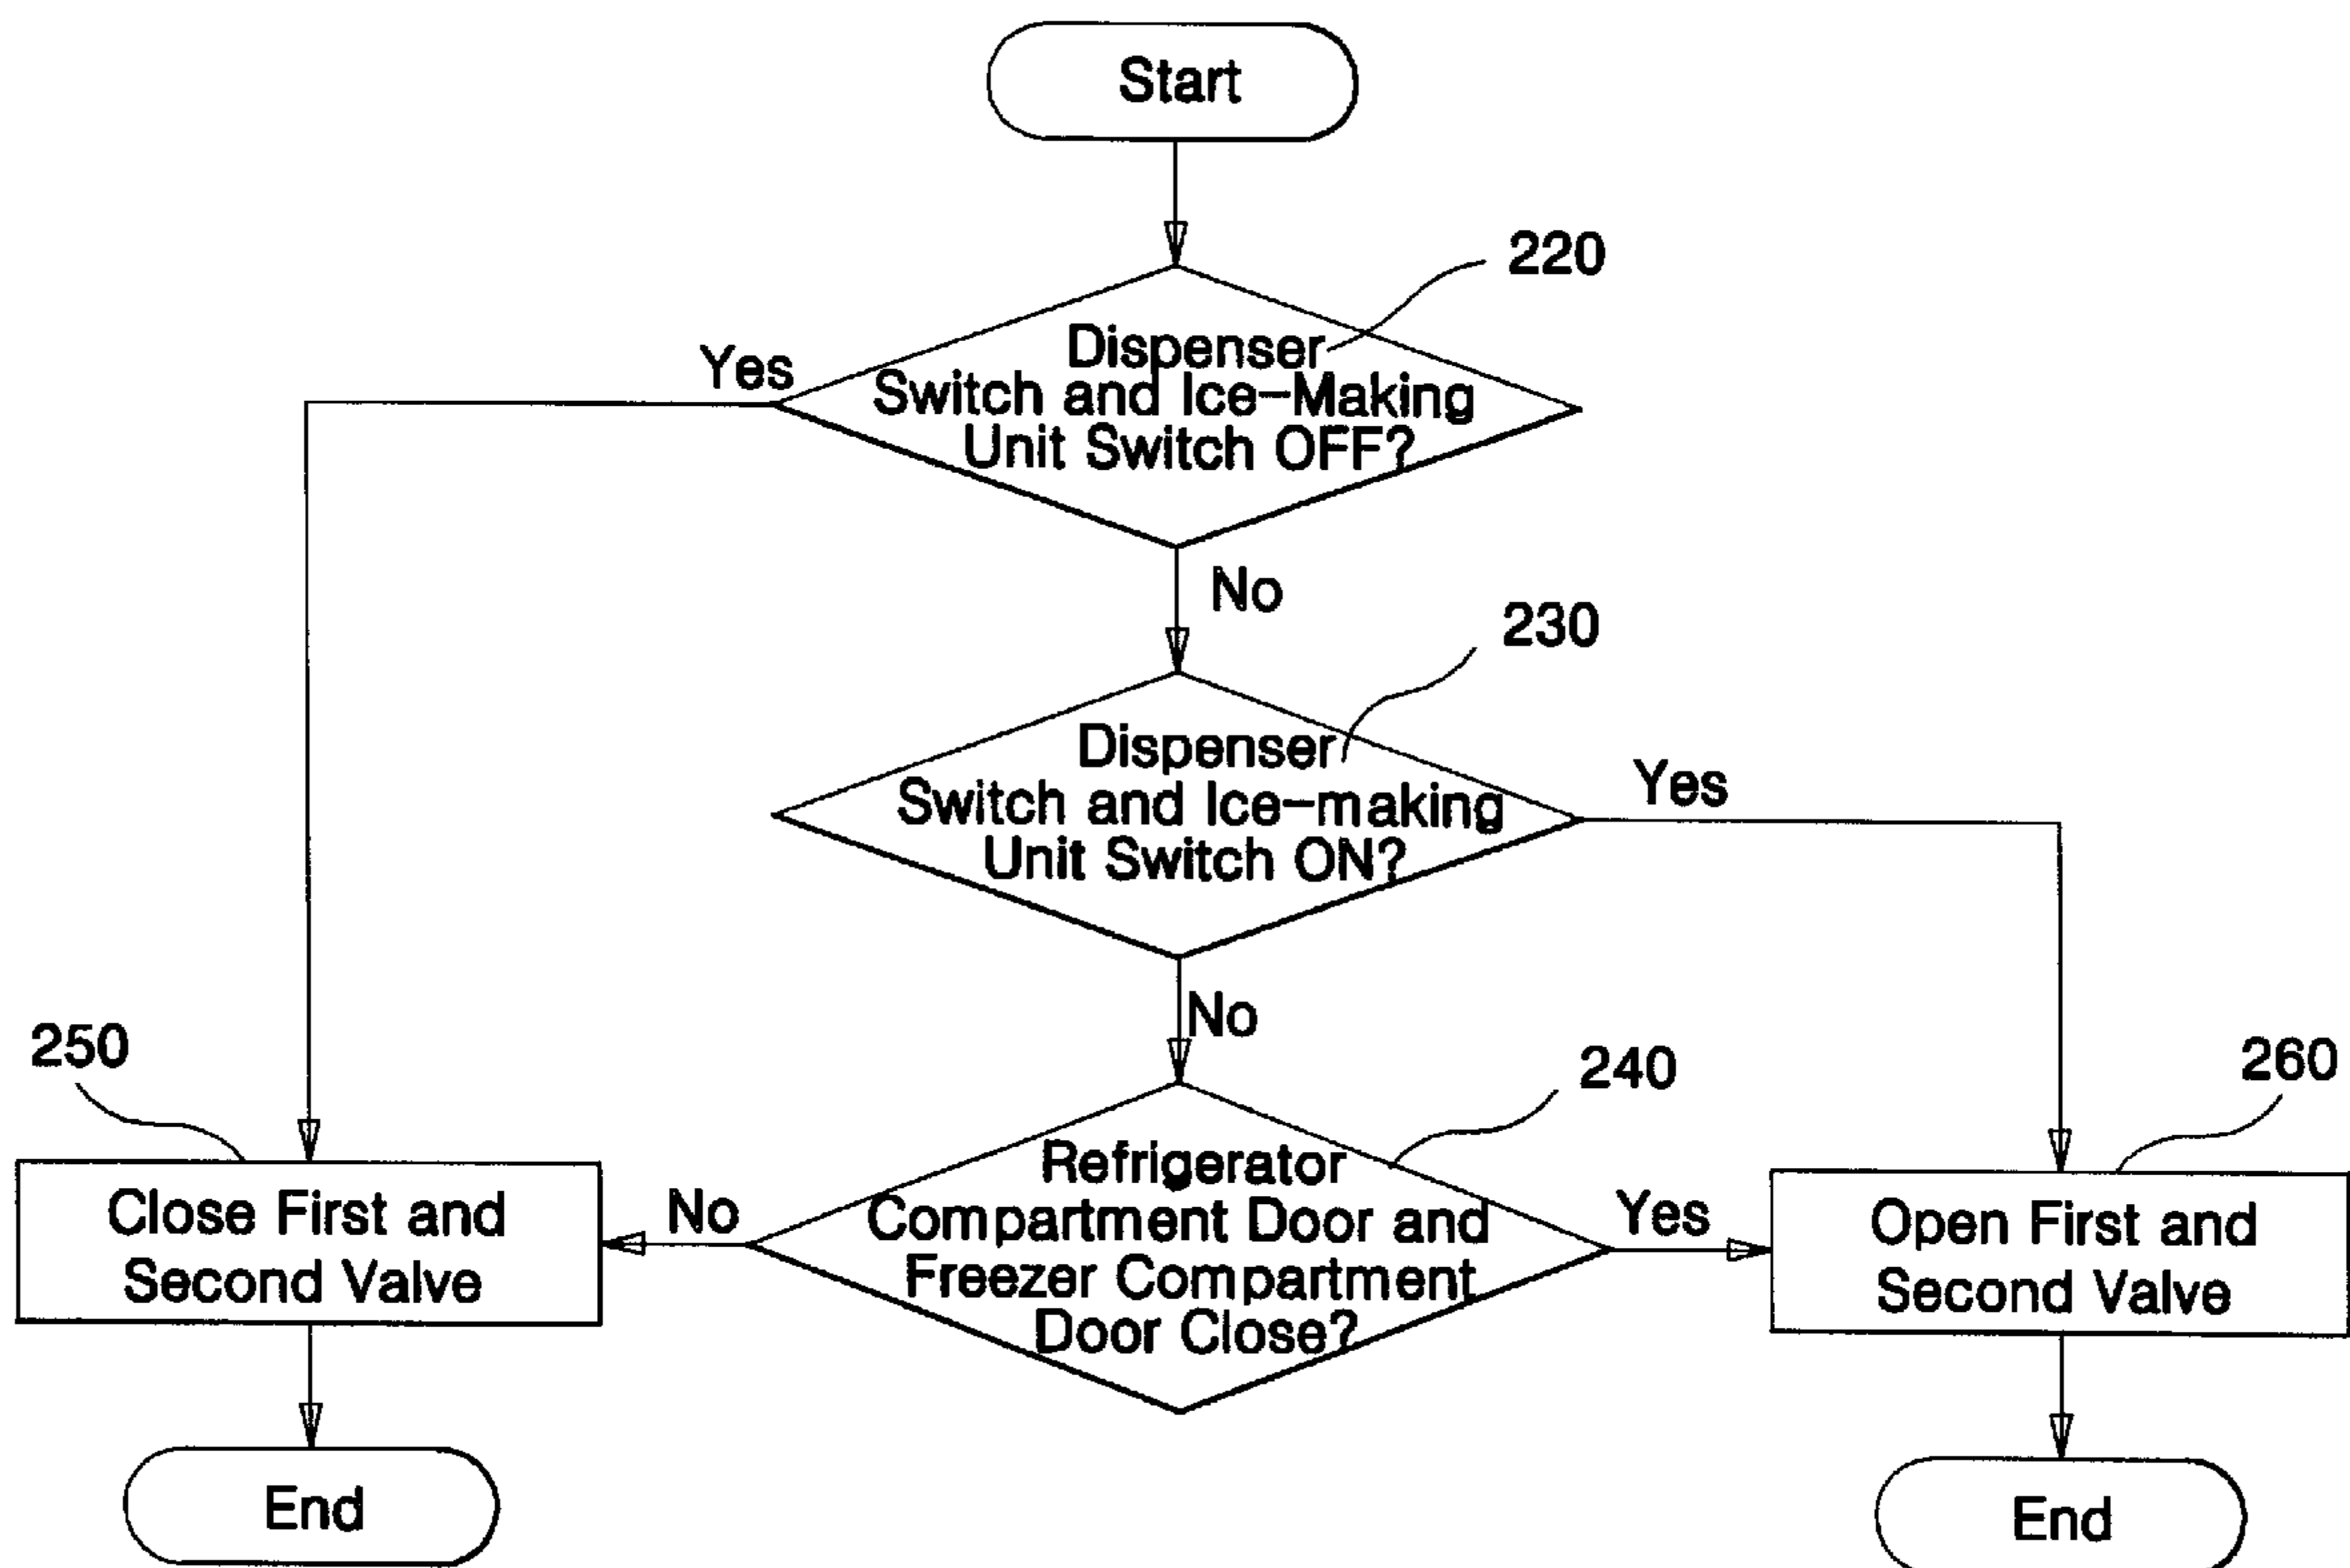 Start
220
Dispenser
Yes
Switch and Ice-Making
Unit Switch OFF?
No
230
Dispenser
Switch and Ice-making
Yes
Unit Switch ON?
No
250
240
260
Refrigerator
Compartment Door and
Freezer Compartment
Door Close?
No
Yes
Close First and
Second Valve
Open First and
Second Valve
End
End